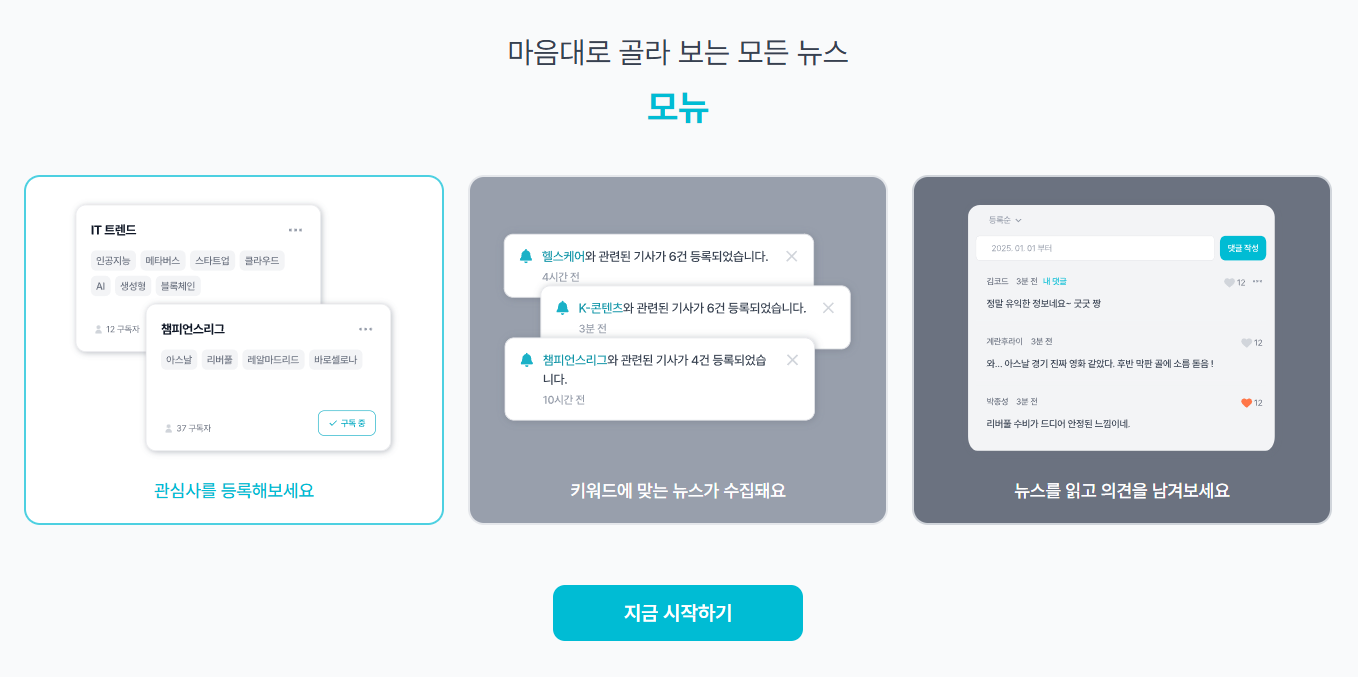 마음대로 골라 보는 모든 뉴스
모뉴
IT 트렌드
인공지능 메타버스 스타트업 클라우드
AI 생성형 블록체인
12 구독자
챔피언스리그
아스날 리버풀 레알마드리드 바로셀로나
37 구독자
구독 중
관심사를 등록해보세요
헬스케어와 관련된 기사가 6건 등록되었습니다.
4시간 전
K-콘텐츠와 관련된 기사가 6건 등록되었습니다.
3분 전
챔피언스리그와 관련된 기사가 4건 등록되었습
니다.
10시간 전
키워드에 맞는 뉴스가 수집돼요
등록순
2025. 01. 01 부터
댓글 작성
김코드 3분 전 내 댓글
12
정말 유익한 정보네요~ 굿굿 짱
계란후라이 3분 전
12
와... 아스날 경기 진짜 영화 같았다. 후반 막판 골에 소름 돋음 !
박종성 3분 전
12
리버풀 수비가 드디어 안정된 느낌이네.
뉴스를 읽고 의견을 남겨보세요
지금 시작하기